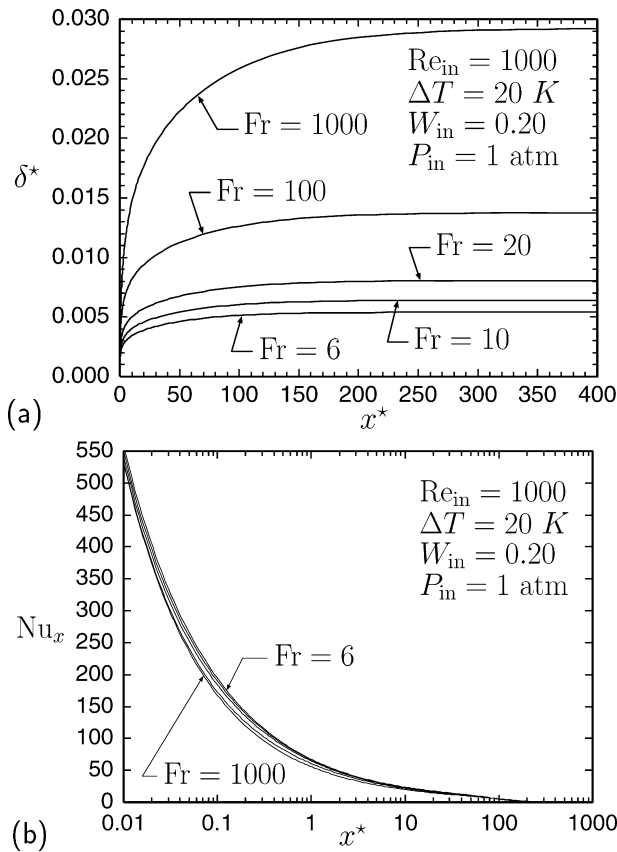 0.030
0.025
0.020
0.015
0.010
0.005
0.000
δ*
Re_in = 1000
ΔT = 20 K
W_in = 0.20
P_in = 1 atm
Fr = 1000
Fr = 100
Fr = 20
Fr = 6
Fr = 10
0 50 100 150 200 250 300 350 400
(a)
x*
550
500
450
400
350
300
250
200
150
100
50
0
Nu_x
Re_in = 1000
ΔT = 20 K
W_in = 0.20
P_in = 1 atm
Fr = 6
Fr = 1000
0.01 0.1 1 10 100 1000
(b)
x*